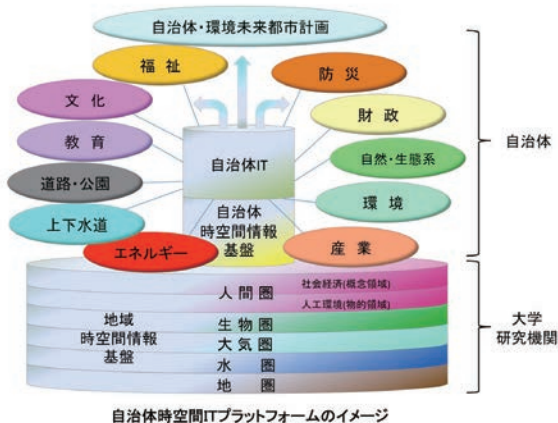 自治体・環境未来都市計画
福 祉
防 災
文 化
財 政
教 育
自治体IT
自然・生態系
道路・公園
自治体
時空間情報
基盤
環 境
上下水道
エネルギー
産 業
自治体
人 間 圏
社会経済(概念領域)
人工環境(物的領域)
地域
時空間情報
基盤
生 物 圏
大 気 圏
水 圏
地 圏
大学
研究機関
自治体時空間ITプラットフォームのイメージ